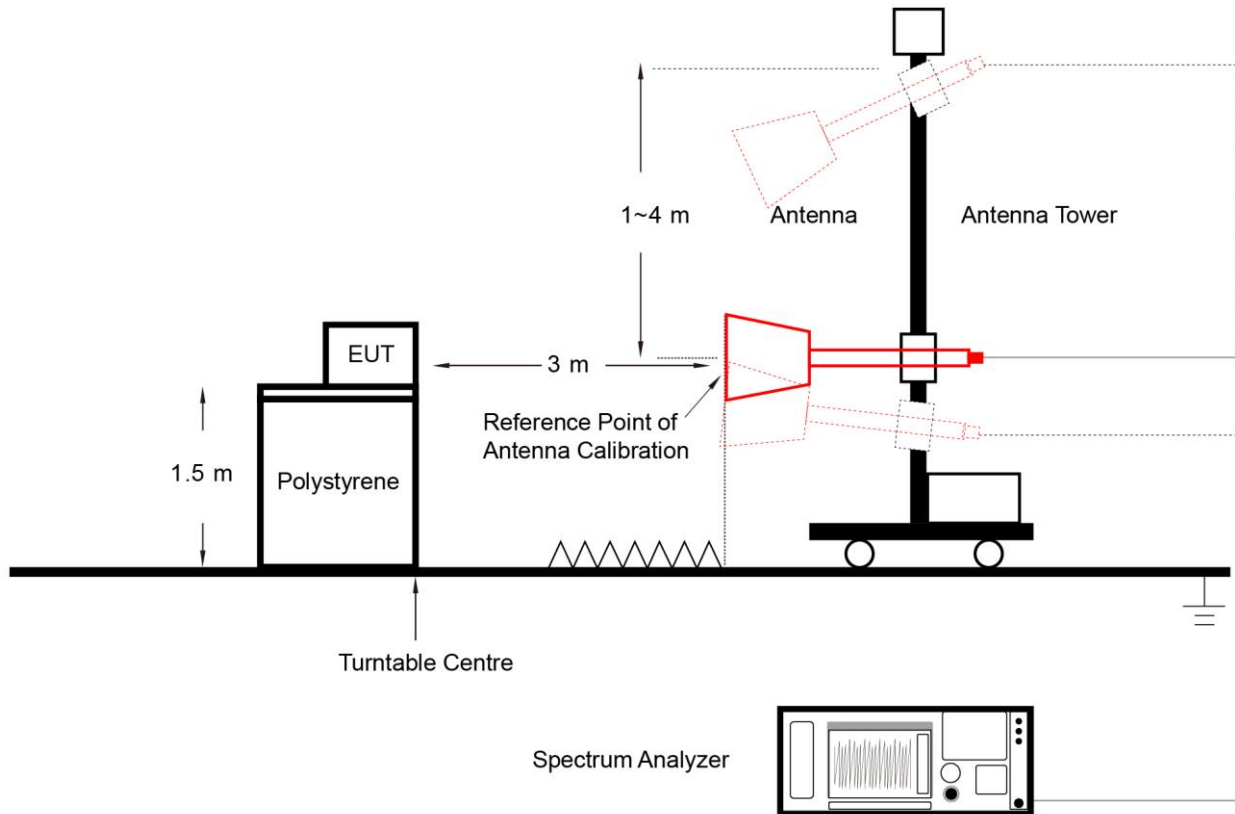 1~4 m
Antenna
Antenna Tower
EUT
3 m
Reference Point of
Antenna Calibration
1.5 m
Polystyrene
Turntable Centre
Spectrum Analyzer